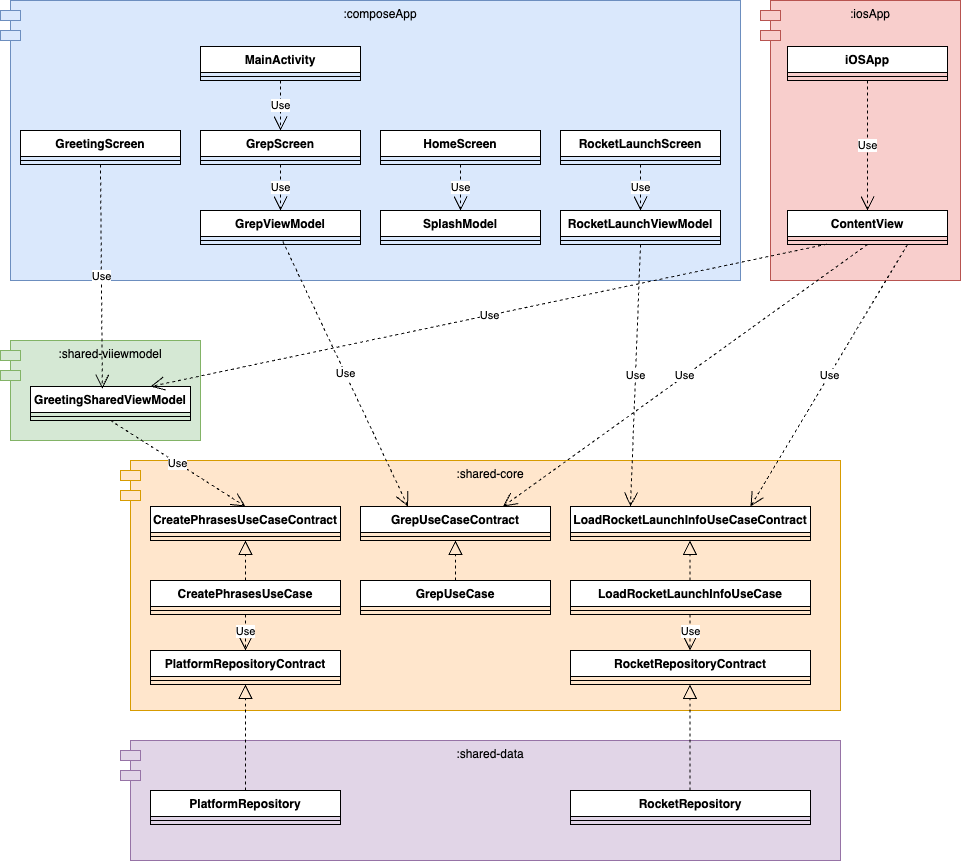 :composeApp
:iosApp
MainActivity
iOSApp
Use
GreetingScreen
GrepScreen
HomeScreen
RocketLaunchScreen
Use
Use
Use
Use
GrepViewModel
SplashModel
RocketLaunchViewModel
ContentView
Use
Use
:shared-viiewmodel
Use
Use
Use
Use
GreetingSharedViewModel
Use
:shared-core
CreatePhrasesUseCaseContract
GrepUseCaseContract
LoadRocketLaunchInfoUseCaseContract
CreatePhrasesUseCase
GrepUseCase
LoadRocketLaunchInfoUseCase
Use
Use
PlatformRepositoryContract
RocketRepositoryContract
:shared-data
PlatformRepository
RocketRepository